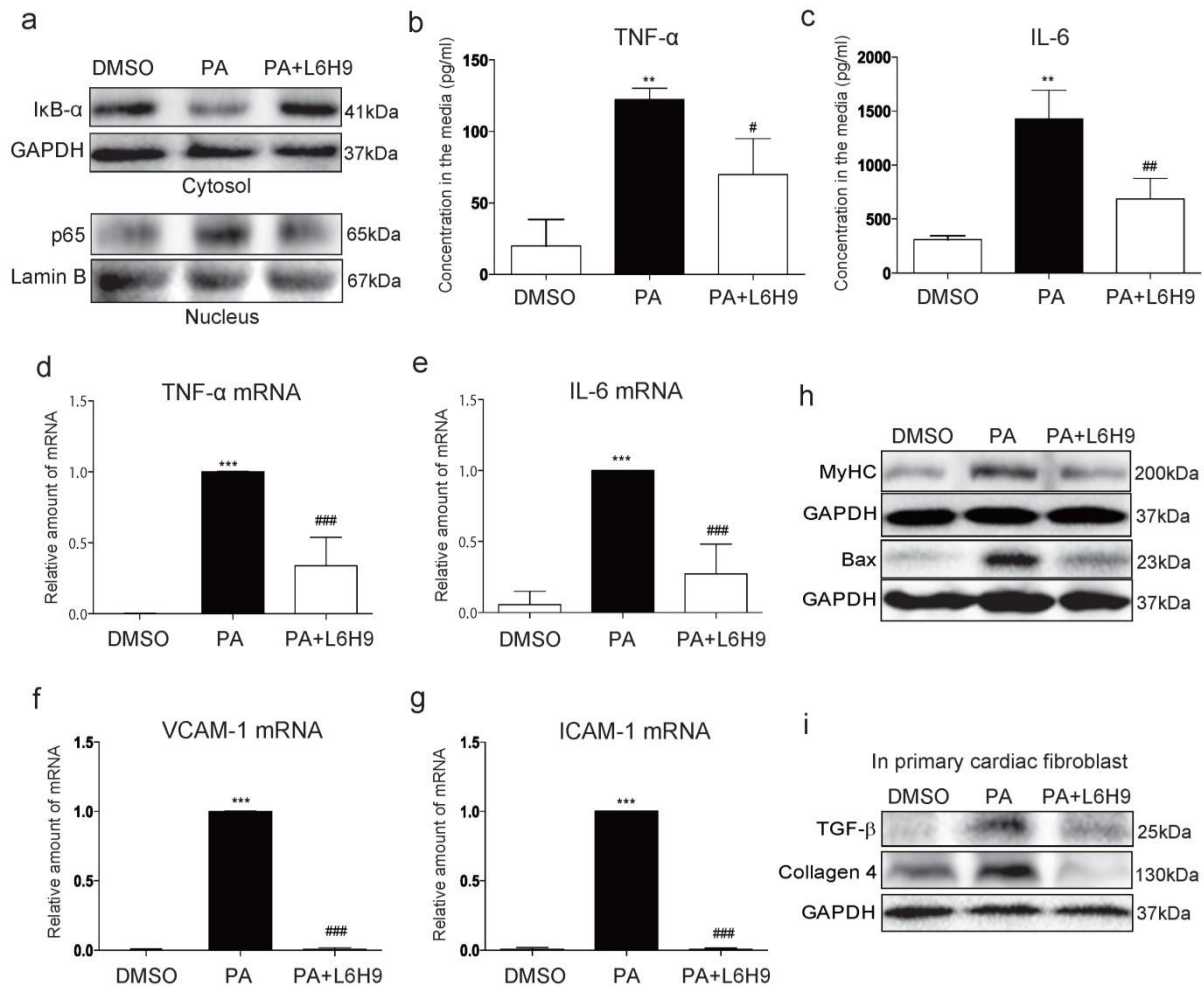 a
DMSO PA PA+L6H9
IκB-α 41kDa
GAPDH 37kDa
Cytosol
p65 65kDa
Lamin B 67kDa
Nucleus
b
TNF-α
Concentration in the media (pg/ml)
150
100
50
0
**
#
DMSO PA PA+L6H9
c
IL-6
Concentration in the media (pg/ml)
2000
1500
1000
500
0
**
##
DMSO PA PA+L6H9
d
TNF-α mRNA
Relative amount of mRNA
1.5
1.0
0.5
0.0
***
###
DMSO PA PA+L6H9
e
IL-6 mRNA
Relative amount of mRNA
1.5
1.0
0.5
0.0
***
###
DMSO PA PA+L6H9
h
DMSO PA PA+L6H9
MyHC 200kDa
GAPDH 37kDa
Bax 23kDa
GAPDH 37kDa
f
VCAM-1 mRNA
Relative amount of mRNA
1.5
1.0
0.5
0.0
***
###
DMSO PA PA+L6H9
g
ICAM-1 mRNA
Relative amount of mRNA
1.5
1.0
0.5
0.0
***
###
DMSO PA PA+L6H9
i
In primary cardiac fibroblast
DMSO PA PA+L6H9
TGF-β 25kDa
Collagen 4 130kDa
GAPDH 37kDa